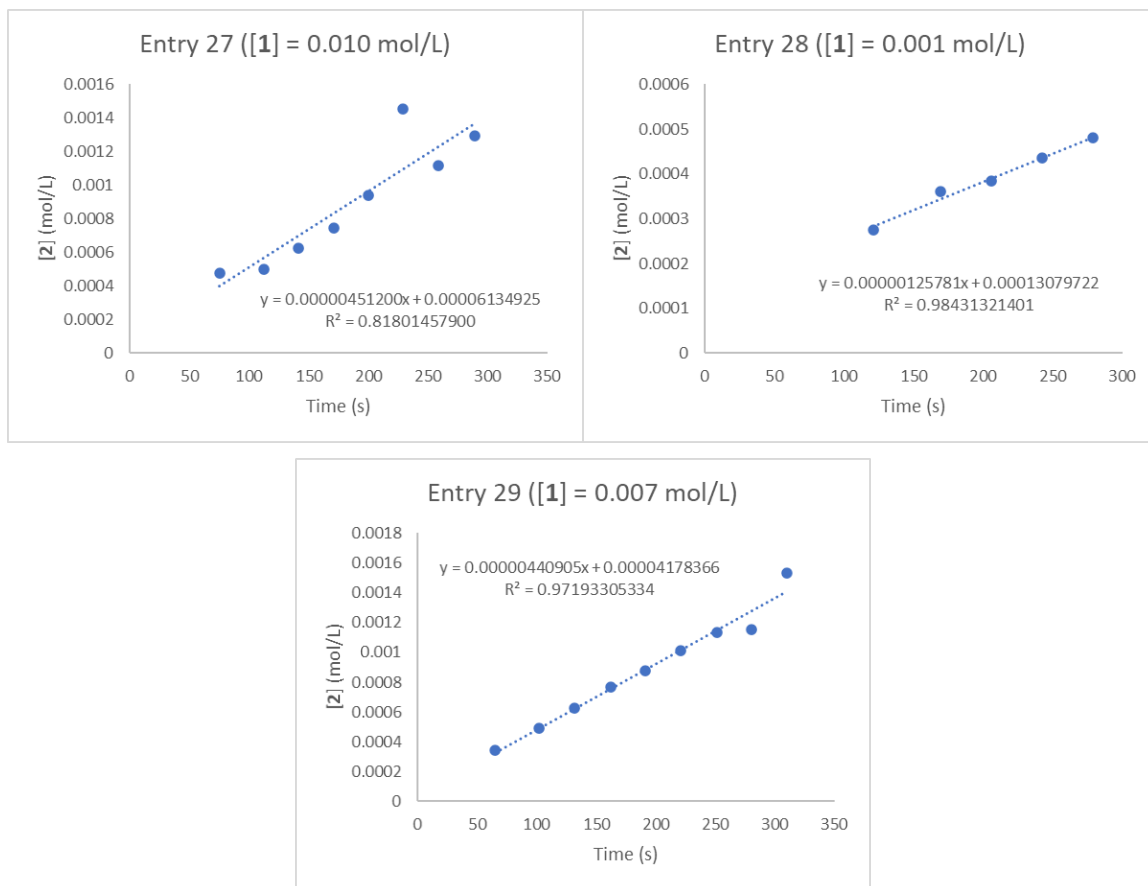 Entry 27 ([1] = 0.010 mol/L)
0.0016
0.0014
0.0012
0.001
0.0008
0.0006
0.0004
0.0002
0
[2] (mol/L)
y = 0.00000451200x + 0.00006134925
R² = 0.81801457900
0 50 100 150 200 250 300 350
Time (s)
Entry 28 ([1] = 0.001 mol/L)
0.0006
0.0005
0.0004
0.0003
0.0002
0.0001
0
[2] (mol/L)
y = 0.00000125781x + 0.00013079722
R² = 0.98431321401
0 50 100 150 200 250 300
Time (s)
Entry 29 ([1] = 0.007 mol/L)
0.0018
0.0016
0.0014
0.0012
0.001
0.0008
0.0006
0.0004
0.0002
0
[2] (mol/L)
y = 0.00000440905x + 0.00004178366
R² = 0.97193305334
0 50 100 150 200 250 300 350
Time (s)